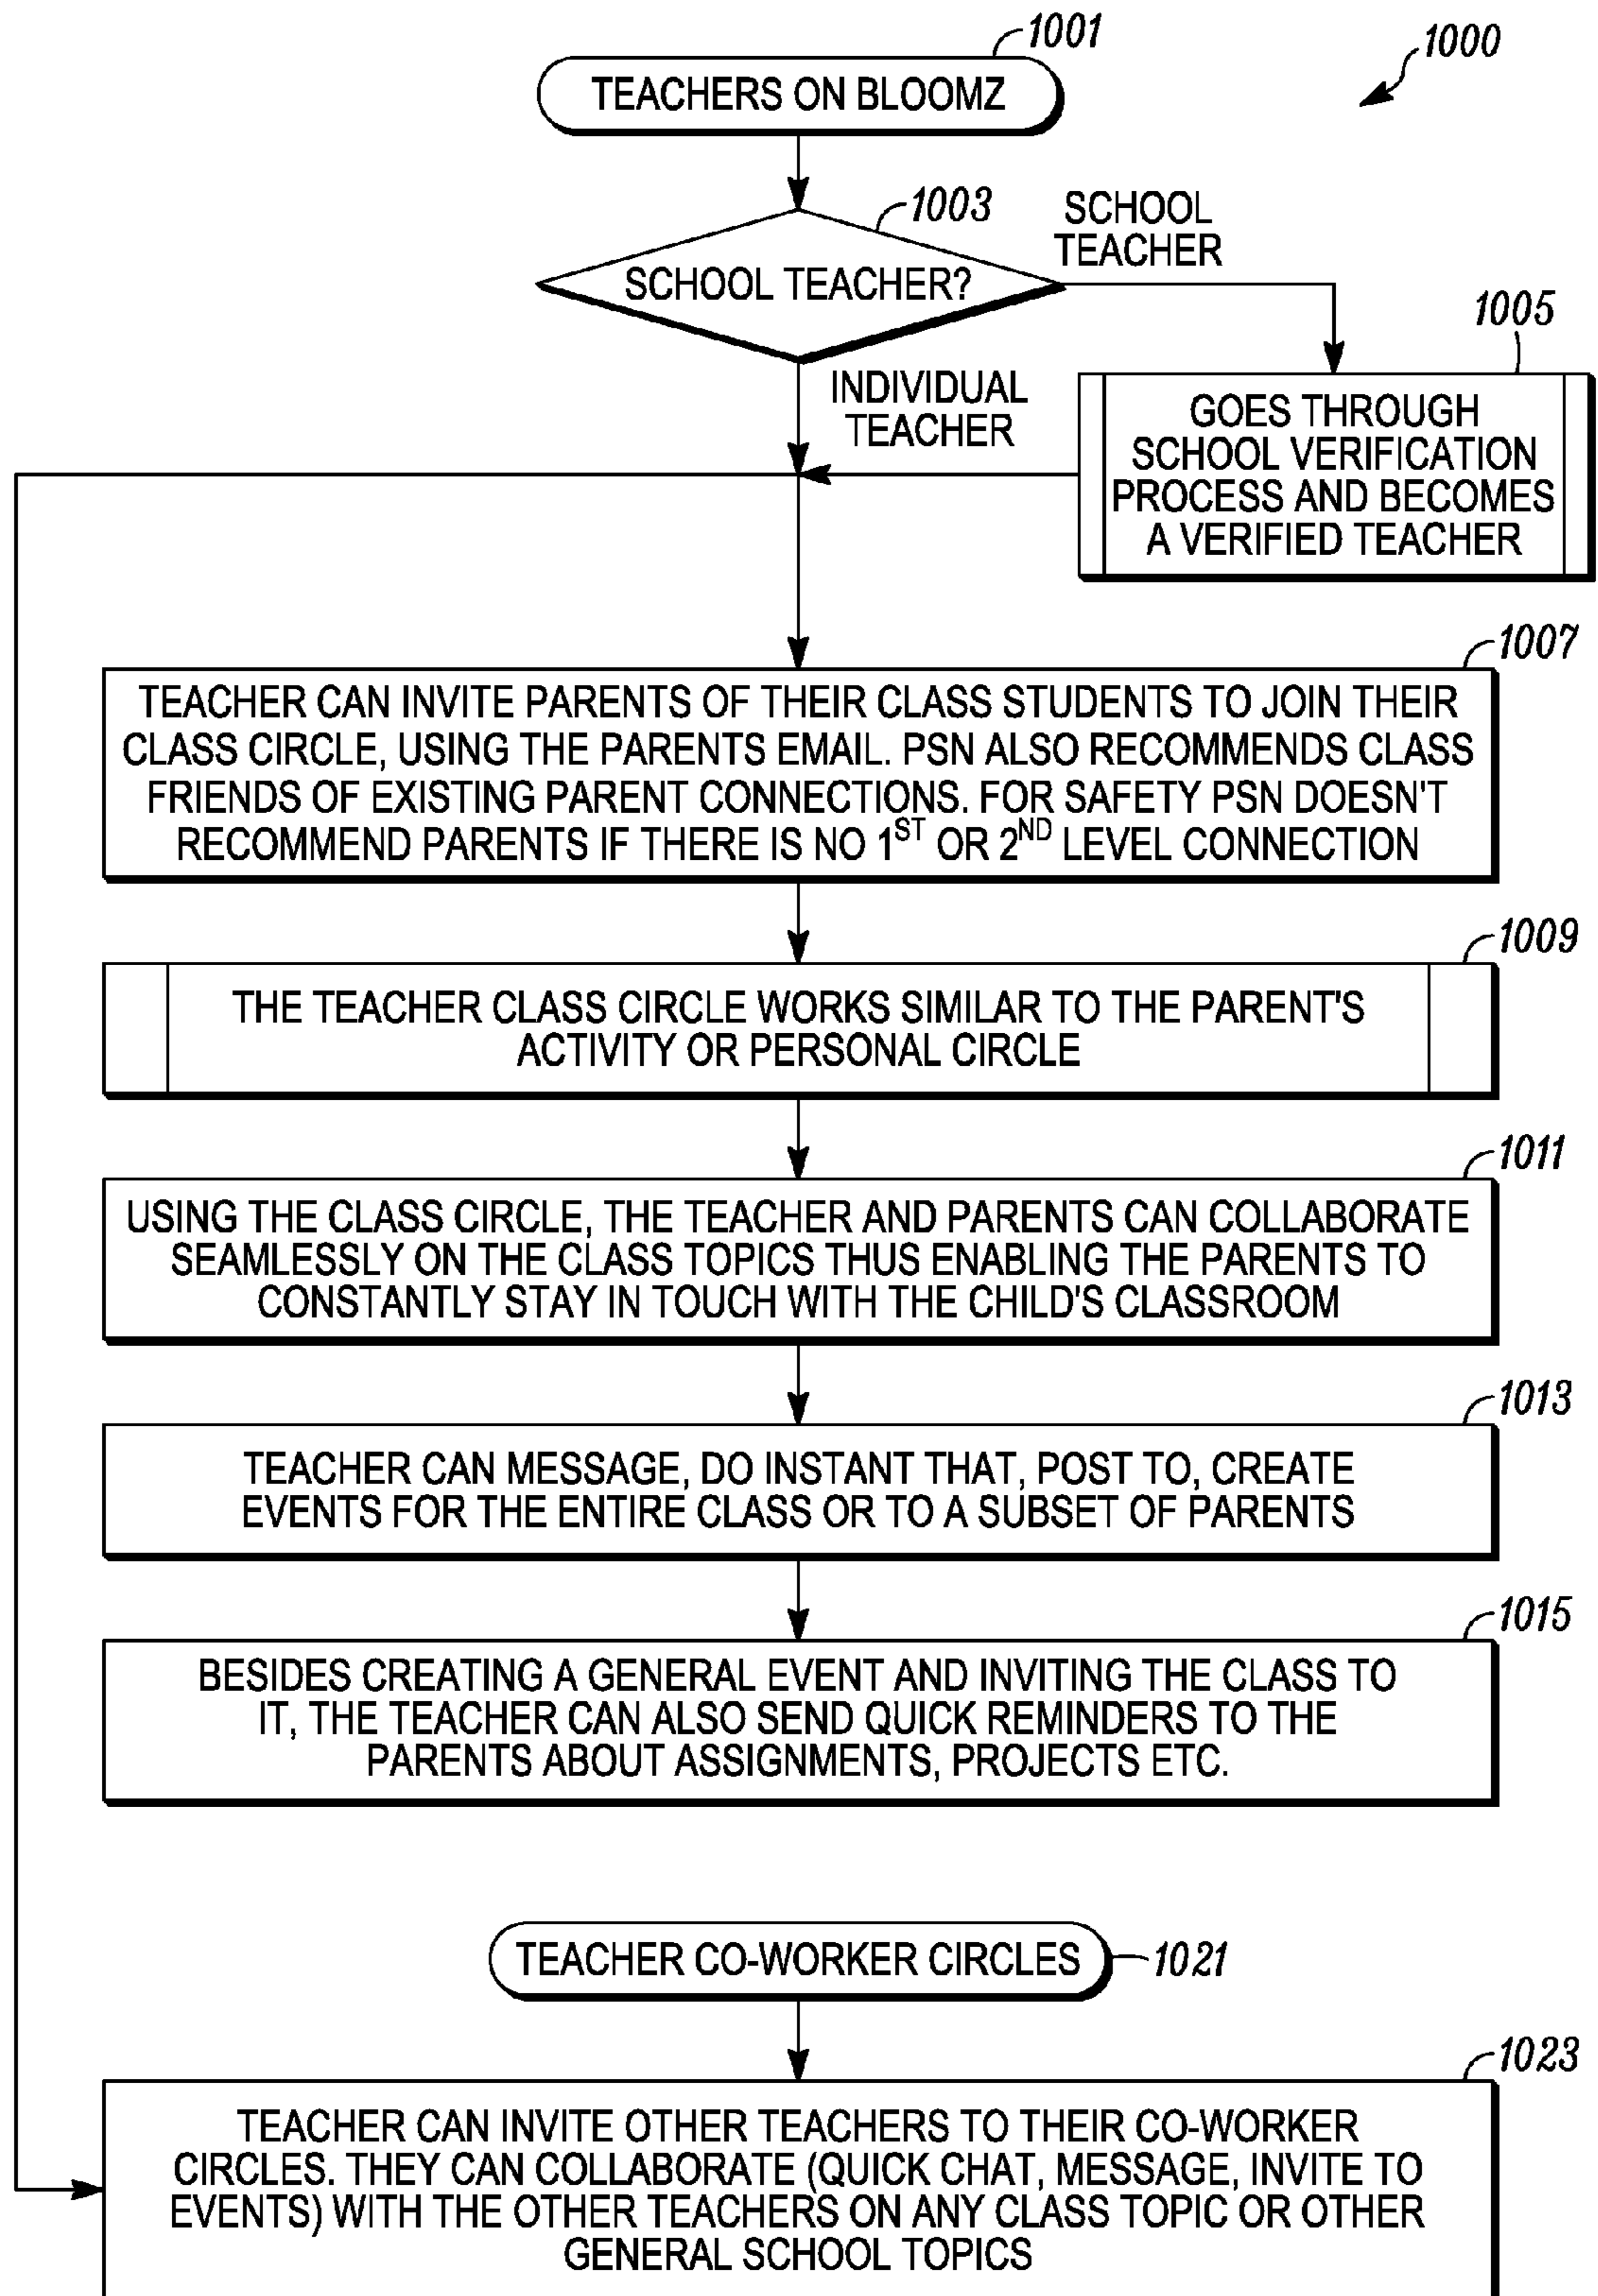 1001
1000
TEACHERS ON BLOOMZ
1003
SCHOOL
TEACHER
SCHOOL TEACHER?
1005
INDIVIDUAL
TEACHER
GOES THROUGH
SCHOOL VERIFICATION
PROCESS AND BECOMES
A VERIFIED TEACHER
1007
TEACHER CAN INVITE PARENTS OF THEIR CLASS STUDENTS TO JOIN THEIR
CLASS CIRCLE, USING THE PARENTS EMAIL. PSN ALSO RECOMMENDS CLASS
FRIENDS OF EXISTING PARENT CONNECTIONS. FOR SAFETY PSN DOESN'T
RECOMMEND PARENTS IF THERE IS NO 1ST OR 2ND LEVEL CONNECTION
1009
THE TEACHER CLASS CIRCLE WORKS SIMILAR TO THE PARENT'S
ACTIVITY OR PERSONAL CIRCLE
1011
USING THE CLASS CIRCLE, THE TEACHER AND PARENTS CAN COLLABORATE
SEAMLESSLY ON THE CLASS TOPICS THUS ENABLING THE PARENTS TO
CONSTANTLY STAY IN TOUCH WITH THE CHILD'S CLASSROOM
1013
TEACHER CAN MESSAGE, DO INSTANT THAT, POST TO, CREATE
EVENTS FOR THE ENTIRE CLASS OR TO A SUBSET OF PARENTS
1015
BESIDES CREATING A GENERAL EVENT AND INVITING THE CLASS TO
IT, THE TEACHER CAN ALSO SEND QUICK REMINDERS TO THE
PARENTS ABOUT ASSIGNMENTS, PROJECTS ETC.
TEACHER CO-WORKER CIRCLES
1021
1023
TEACHER CAN INVITE OTHER TEACHERS TO THEIR CO-WORKER
CIRCLES. THEY CAN COLLABORATE (QUICK CHAT, MESSAGE, INVITE TO
EVENTS) WITH THE OTHER TEACHERS ON ANY CLASS TOPIC OR OTHER
GENERAL SCHOOL TOPICS